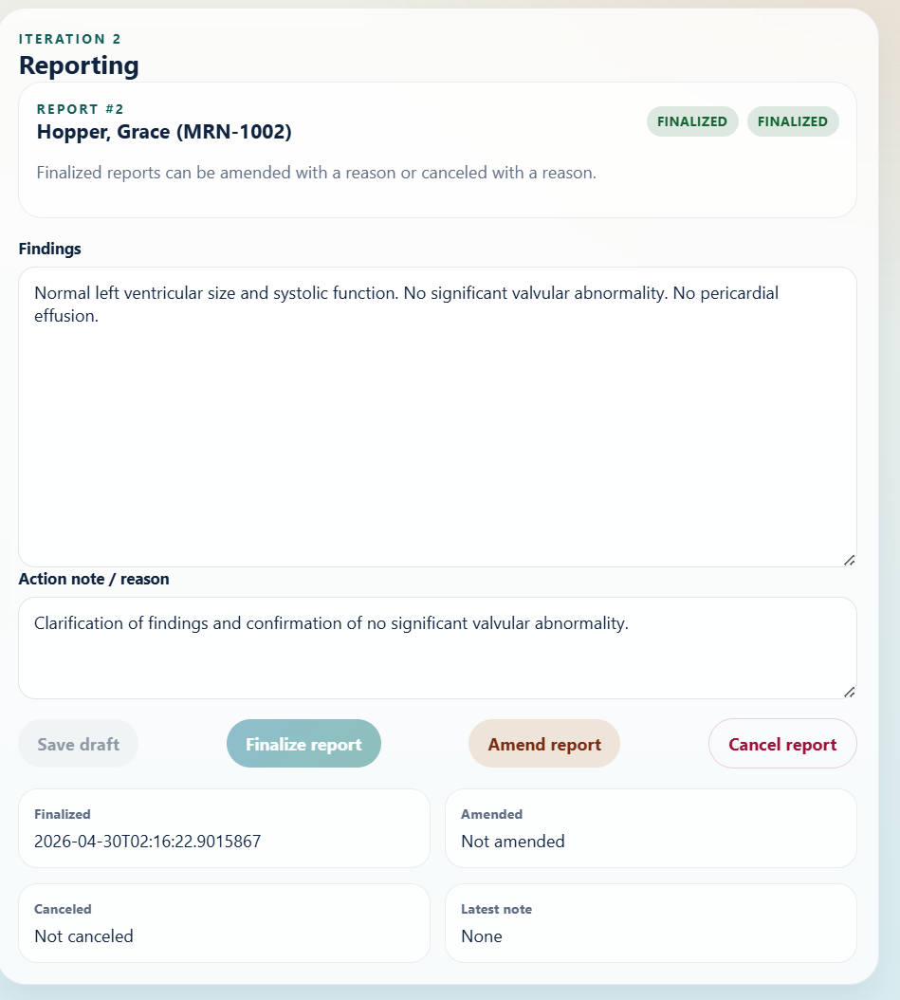 ITERATION 2
Reporting
REPORT #2
Hopper, Grace (MRN-1002)
FINALIZED FINALIZED
Finalized reports can be amended with a reason or canceled with a reason.
Findings
Normal left ventricular size and systolic function. No significant valvular abnormality. No pericardial
effusion.
Action note / reason
Clarification of findings and confirmation of no significant valvular abnormality.
Save draft Finalize report Amend report Cancel report
Finalized
2026-04-30T02:16:22.9015867
Amended
Not amended
Canceled
Not canceled
Latest note
None